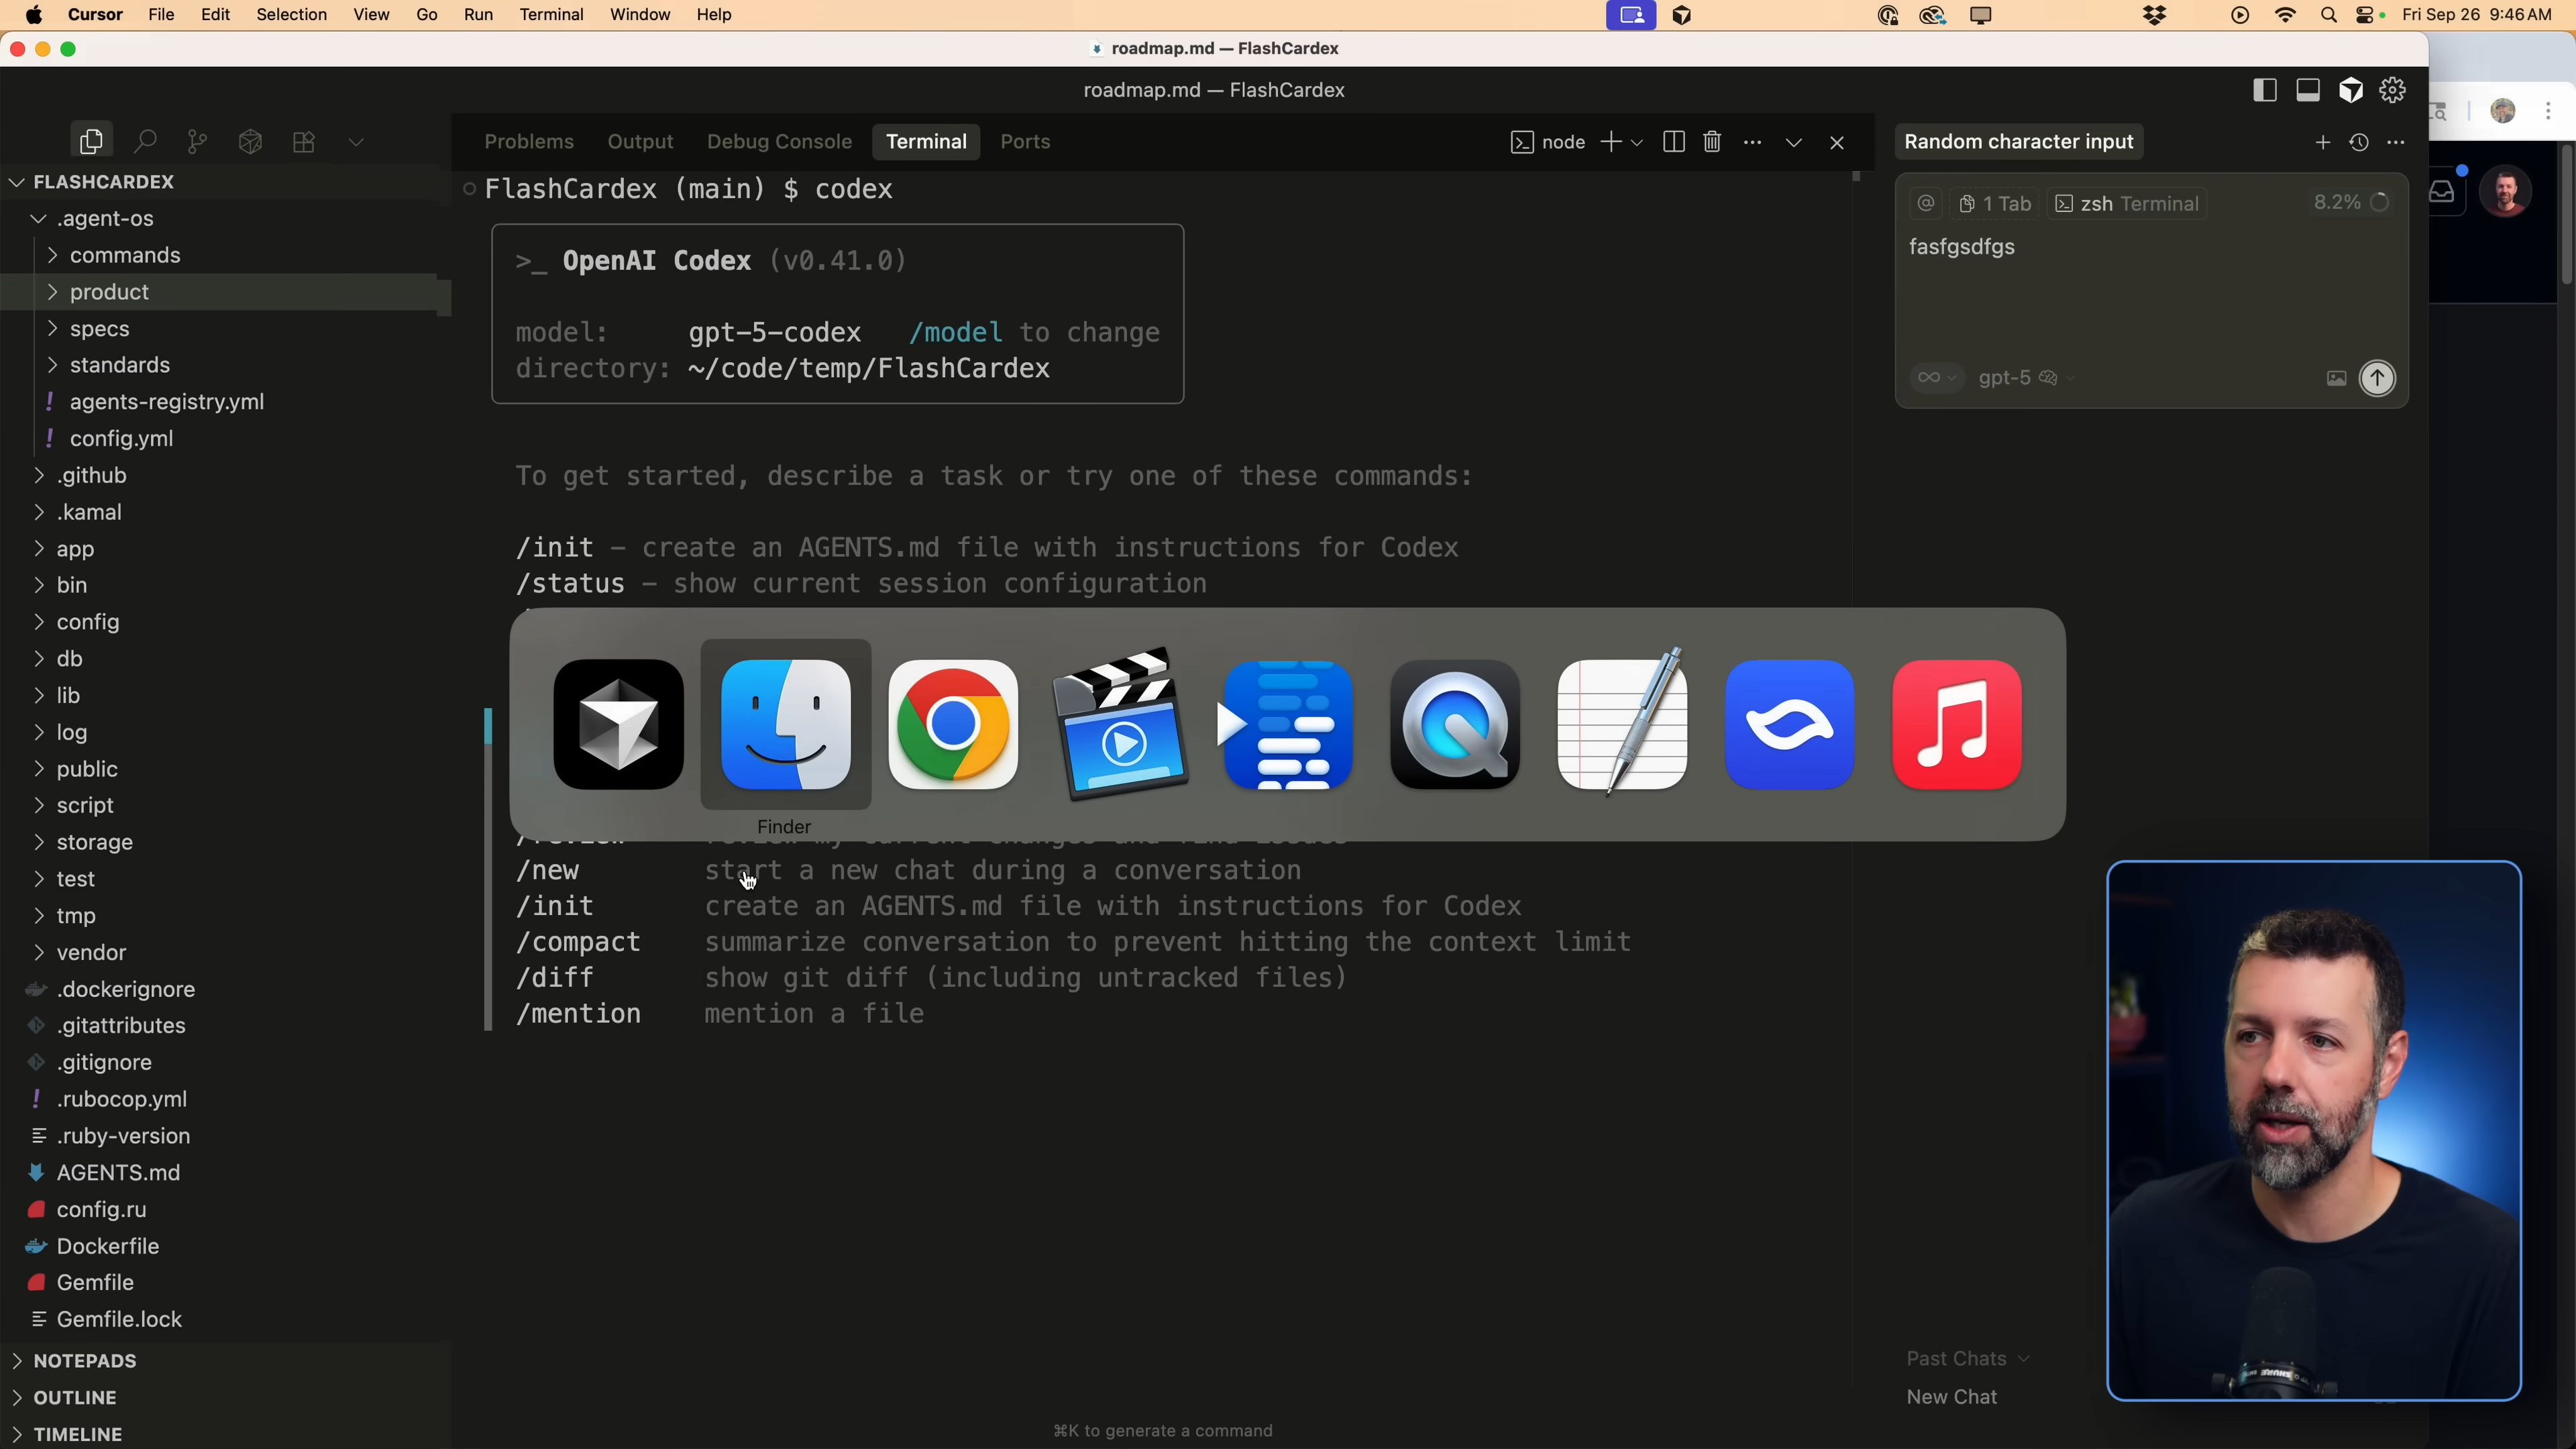 Cursor File Edit Selection View Go Run Terminal Window Help
Fri Sep 26 9:46 AM
roadmap.md — FlashCardex
roadmap.md — FlashCardex
Problems Output Debug Console Terminal Ports
node
Random character input
FLASHCARDEX
.agent-os
commands
product
specs
standards
agents-registry.yml
config.yml
.github
.kamal
app
bin
config
db
lib
log
public
script
storage
test
tmp
vendor
.dockerignore
.gitattributes
.gitignore
.rubocop.yml
.ruby-version
AGENTS.md
config.ru
Dockerfile
Gemfile
Gemfile.lock
NOTEPADS
OUTLINE
TIMELINE
FlashCardex (main) $ codex
>_ OpenAI Codex (v0.41.0)
model: gpt-5-codex /model to change
directory: ~/code/temp/FlashCardex
To get started, describe a task or try one of these commands:
/init – create an AGENTS.md file with instructions for Codex
/status – show current session configuration
Finder
/review review my current changes and find issues
/new start a new chat during a conversation
/init create an AGENTS.md file with instructions for Codex
/compact summarize conversation to prevent hitting the context limit
/diff show git diff (including untracked files)
/mention mention a file
⌘K to generate a command
@ 1 Tab zsh Terminal 8.2%
fasfgsdfgs
gpt-5
Past Chats
New Chat